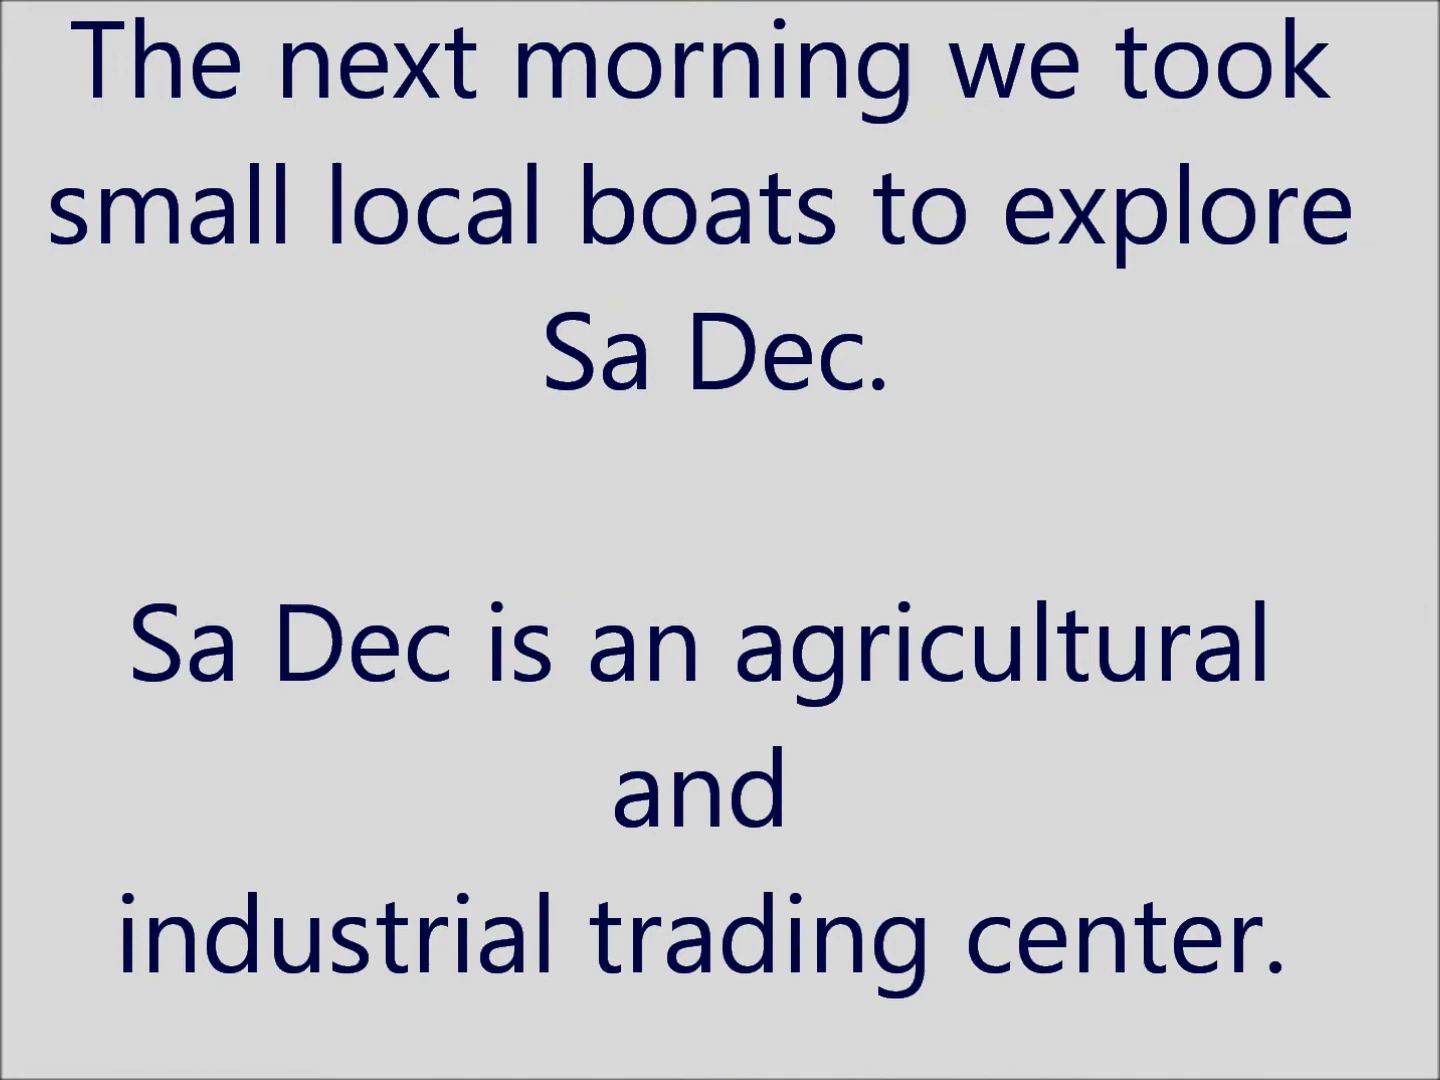 The next morning we took
small local boats to explore
Sa Dec.
Sa Dec is an agricultural
and
industrial trading center.